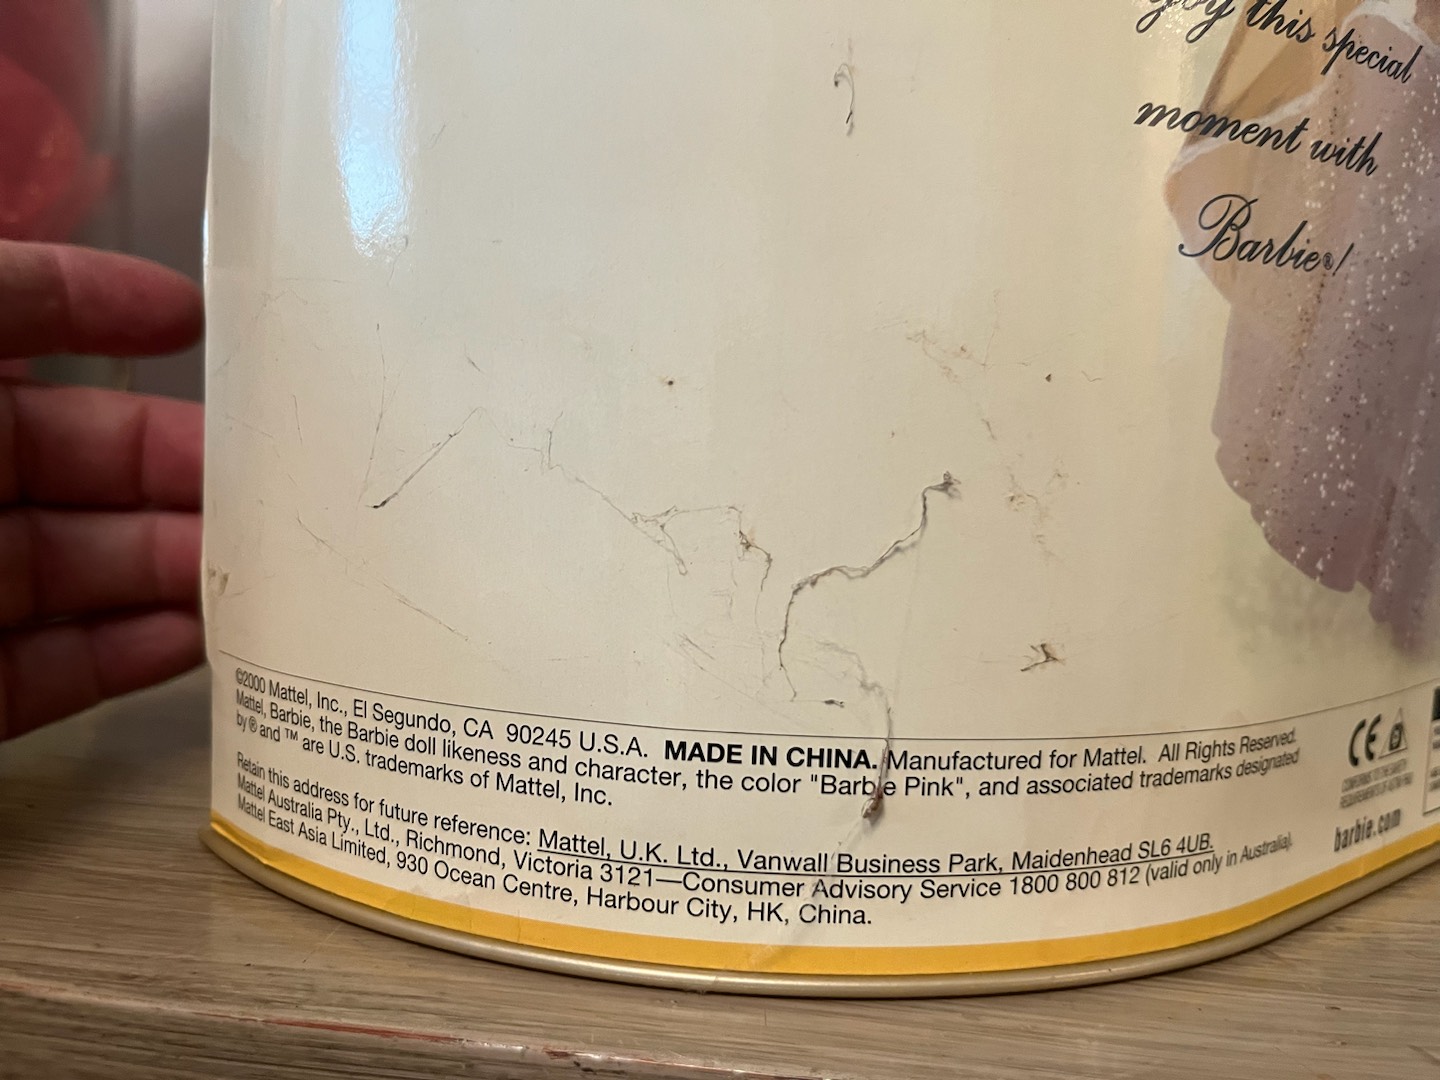 this special
moment with
Barbie®!
©2000 Mattel, Inc., El Segundo, CA 90245 U.S.A. MADE IN CHINA. Manufactured for Mattel. All Rights Reserved.
Mattel, Barbie, the Barbie doll likeness and character, the color "Barbie Pink", and associated trademarks designated
by ® and ™ are U.S. trademarks of Mattel, Inc.
Retain this address for future reference: Mattel, U.K. Ltd., Vanwall Business Park, Maidenhead SL6 4UB.
Mattel Australia Pty., Ltd., Richmond, Victoria 3121—Consumer Advisory Service 1800 800 812 (valid only in Australia).
Mattel East Asia Limited, 930 Ocean Centre, Harbour City, HK, China.
CE
barbie.com